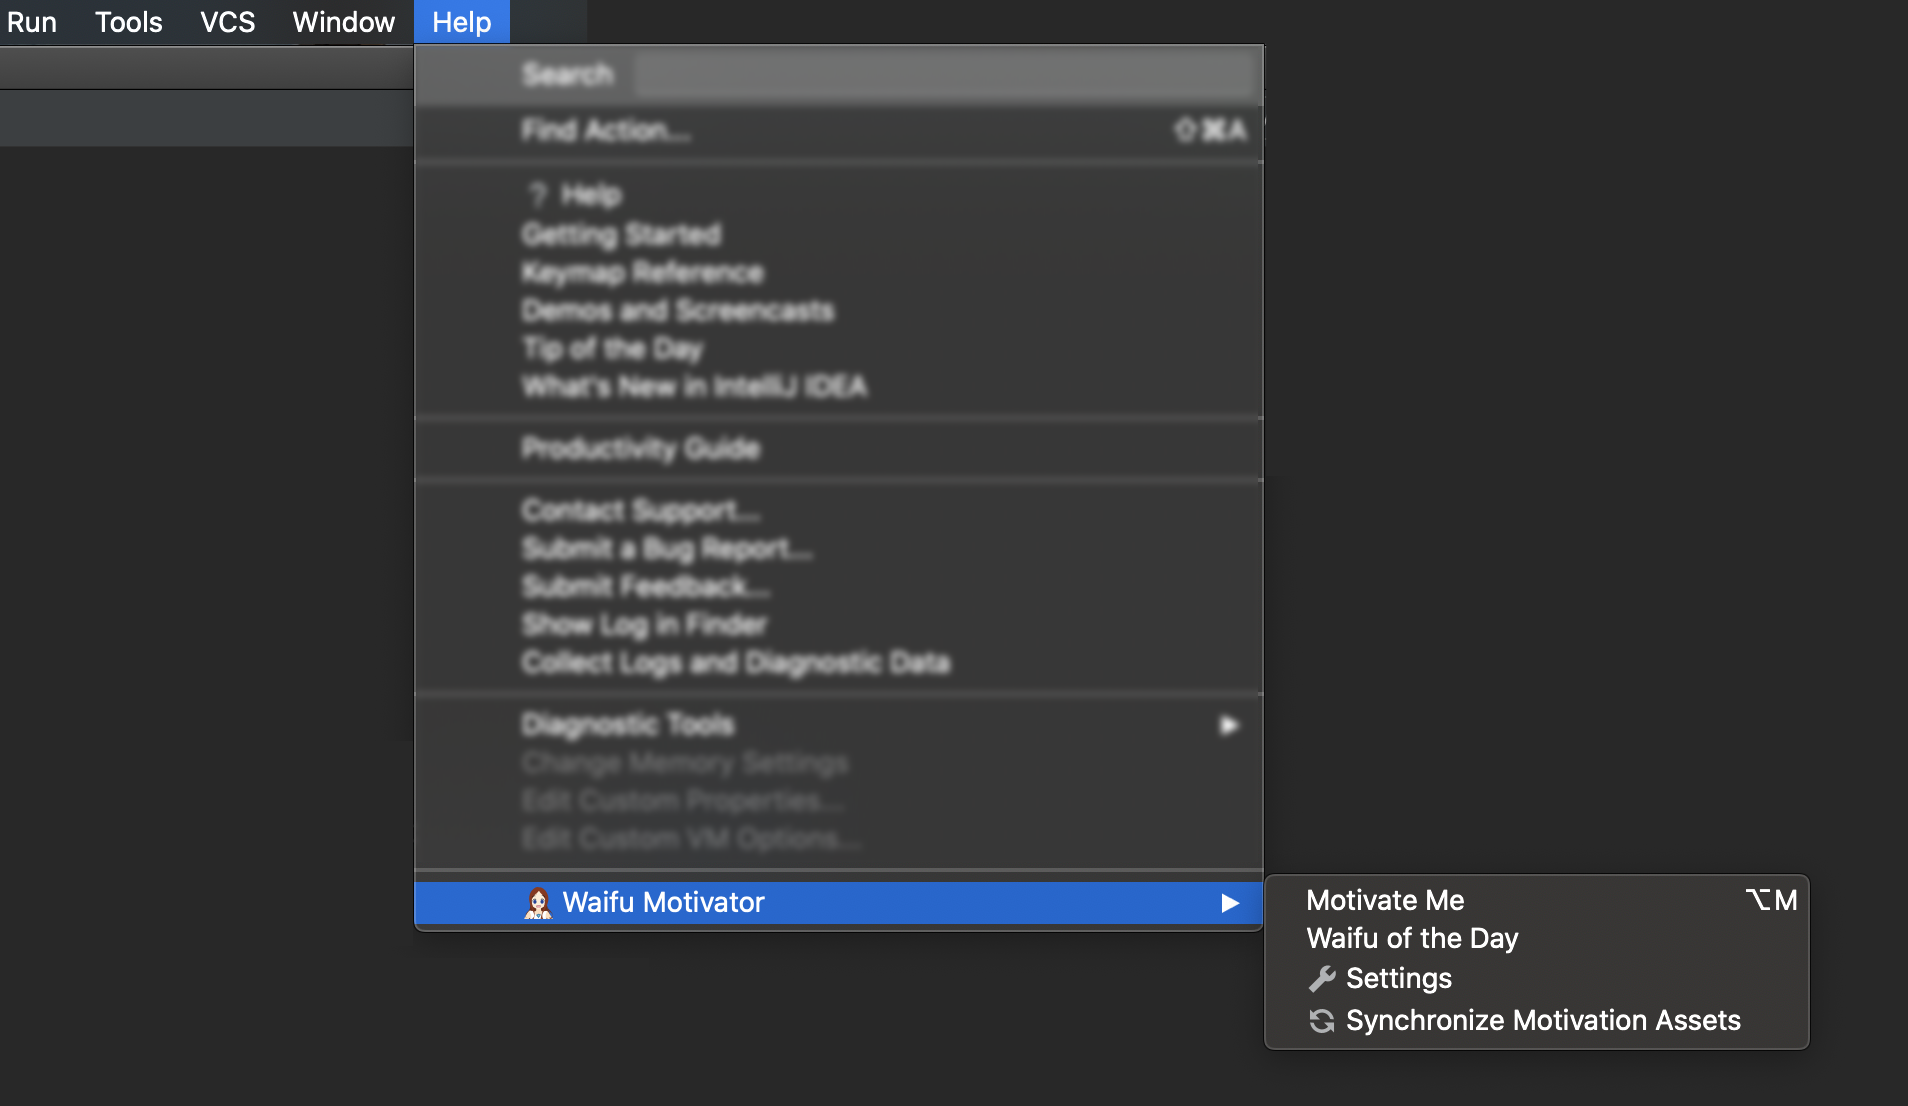 Run Tools VCS Window Help
Search
Find Action... ⇧⌘A
? Help
Getting Started
Keymap Reference
Demos and Screencasts
Tip of the Day
What's New in IntelliJ IDEA
Productivity Guide
Contact Support...
Submit a Bug Report...
Submit Feedback...
Show Log in Finder
Collect Logs and Diagnostic Data
Diagnostic Tools
Change Memory Settings
Edit Custom Properties...
Edit Custom VM Options...
Waifu Motivator
Motivate Me ⌥M
Waifu of the Day
Settings
Synchronize Motivation Assets